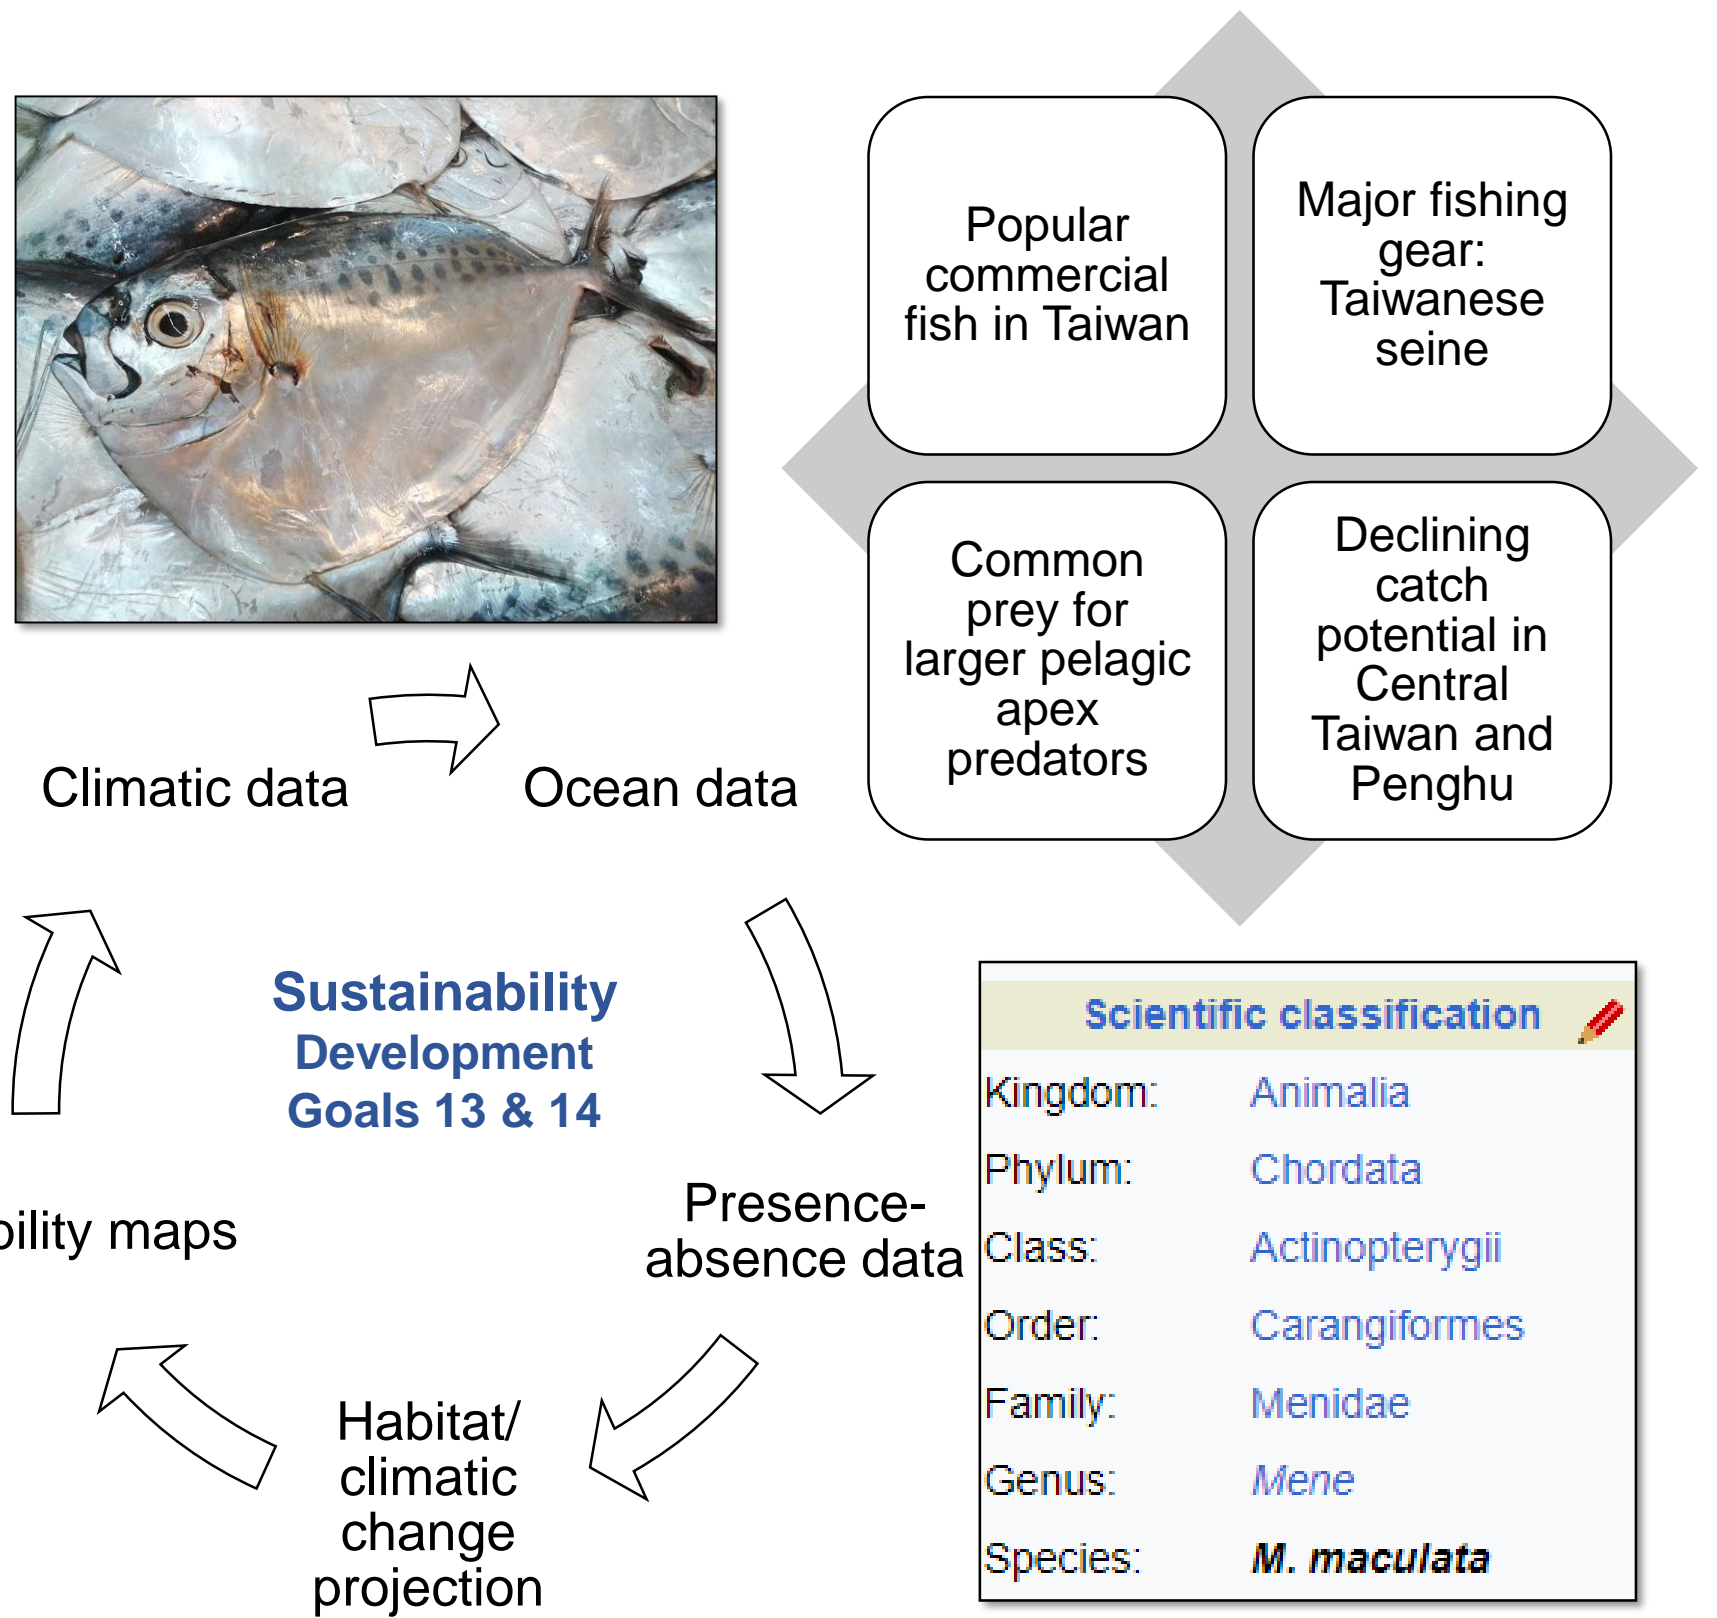 Popular
commercial
fish in Taiwan
Major fishing
gear:
Taiwanese
seine
Common
prey for
larger pelagic
apex
predators
Declining
catch
potential in
Central
Taiwan and
Penghu
Climatic data
Ocean data
Presence-
absence data
Habitat/
climatic
change
projection
maps
Sustainability
Development
Goals 13 & 14
Scientific classification
Kingdom: Animalia
Phylum: Chordata
Class: Actinopterygii
Order: Carangiformes
Family: Menidae
Genus: Mene
Species: M. maculata